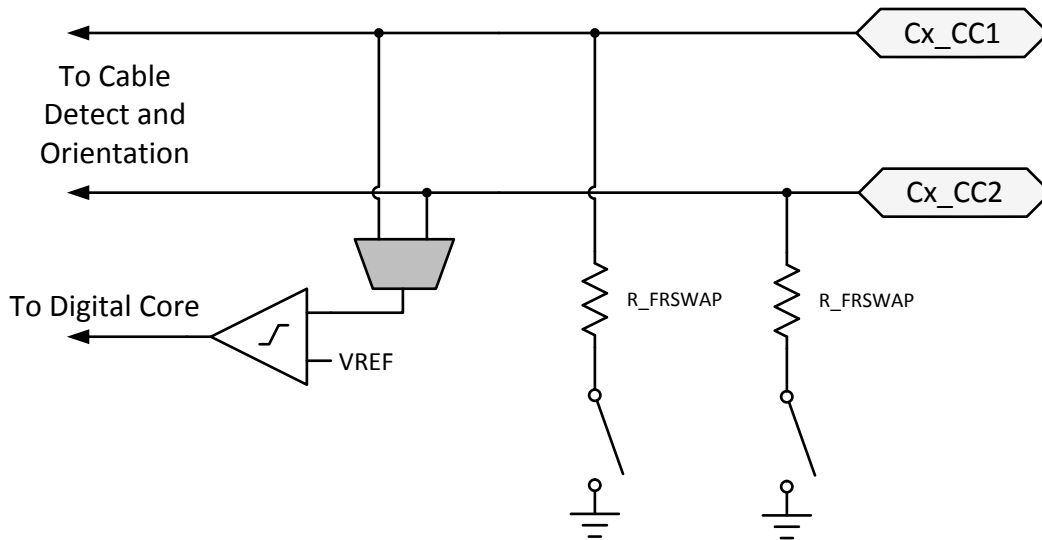 Cx_CC1
To Cable
Detect and
Orientation
Cx_CC2
To Digital Core
R_FRSWAP
R_FRSWAP
VREF